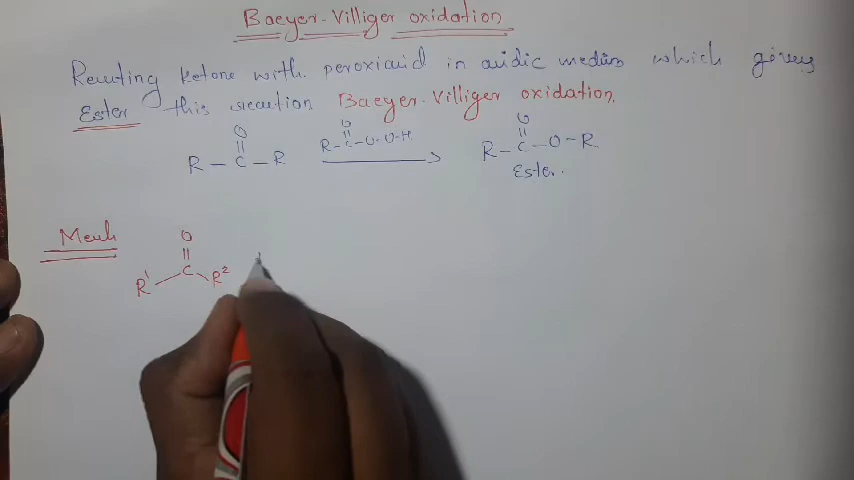 Baeyer-Villiger oxidation
Reacting ketone with peroxiacid in acidic medium which gives
Ester this reaction Baeyer-Villiger oxidation.
O O O
R-C-R R-C-O-O-H R-C-O-R
Ester.
Mech
O
R¹ C R²